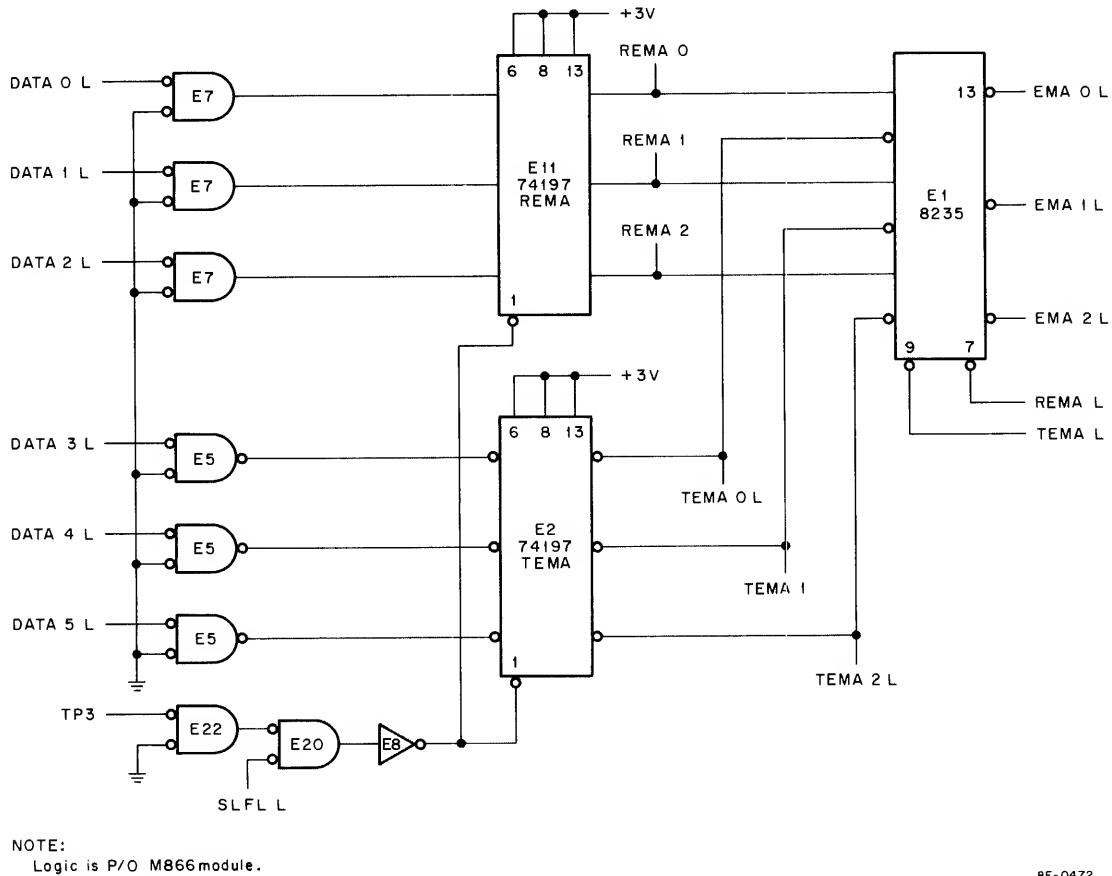 +3V
REMA 0
6 8 13
DATA 0 L
E7
13
EMA 0 L
REMA 1
DATA 1 L
E7
E11
74197
REMA
E1
8235
EMA 1 L
REMA 2
DATA 2 L
E7
1
EMA 2 L
9 7
+3V
REMA L
TEMA L
6 8 13
DATA 3 L
E5
TEMA 0 L
DATA 4 L
E5
E2
74197
TEMA
TEMA 1
DATA 5 L
E5
1
TEMA 2 L
TP3
E22
E20
E8
SLFL L
NOTE:
Logic is P/O M866 module.
8E-0472